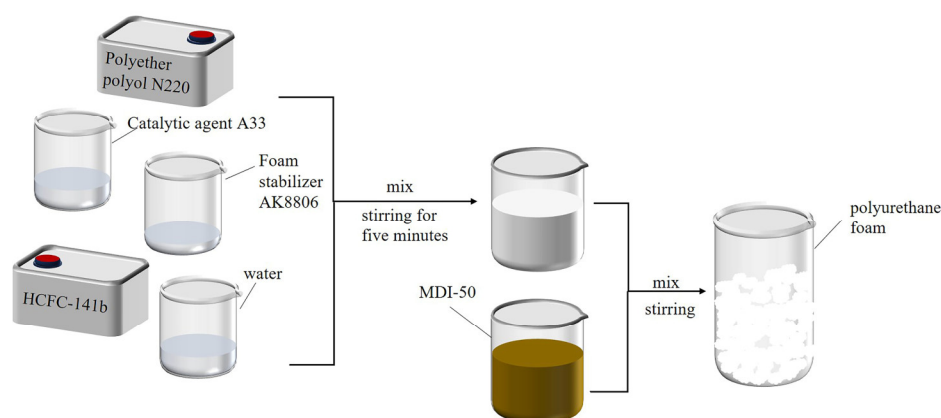 Polyether
polyol N220
Catalytic agent A33
Foam
stabilizer
AK8806
HCFC-141b
water
mix
stirring for
five minutes
MDI-50
mix
stirring
polyurethane
foam